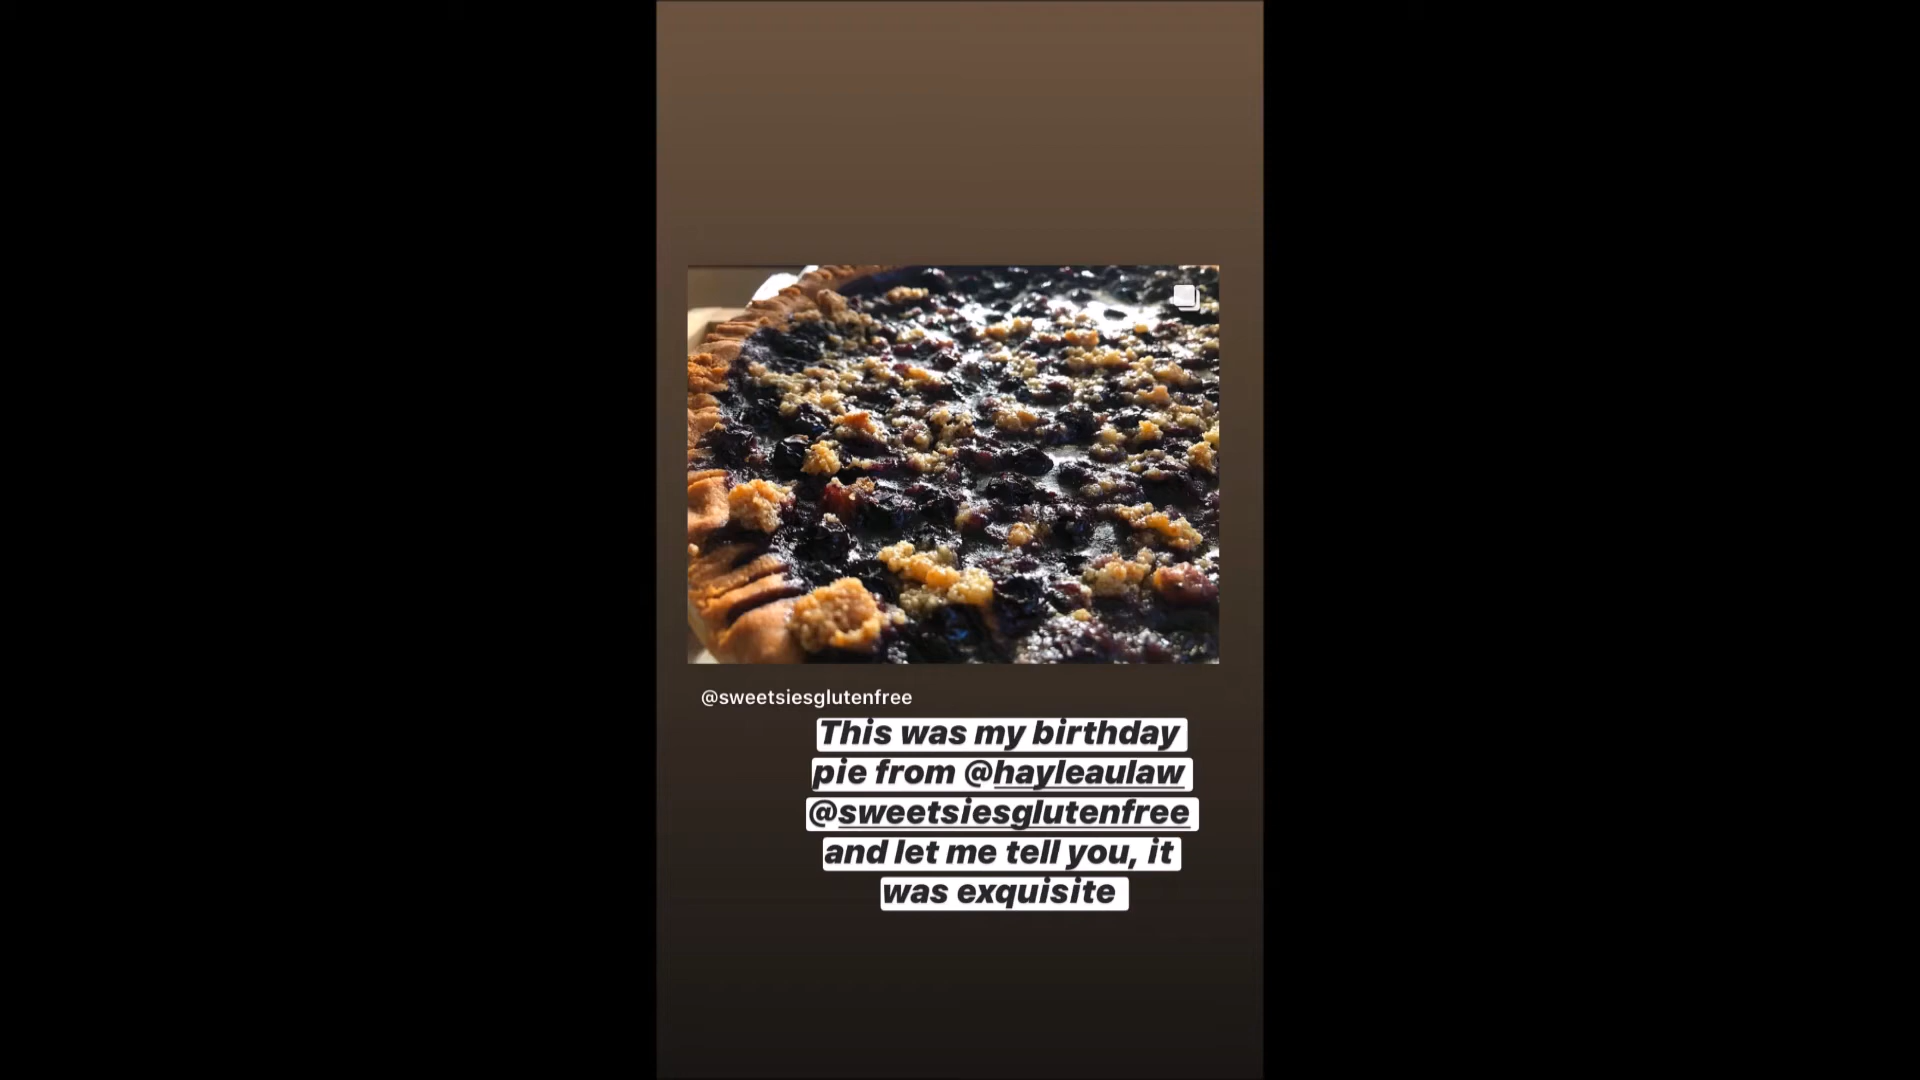 @sweetsiesglutenfree
This was my birthday
pie from @hayleaulaw
@sweetsiesglutenfree
and let me tell you, it
was exquisite